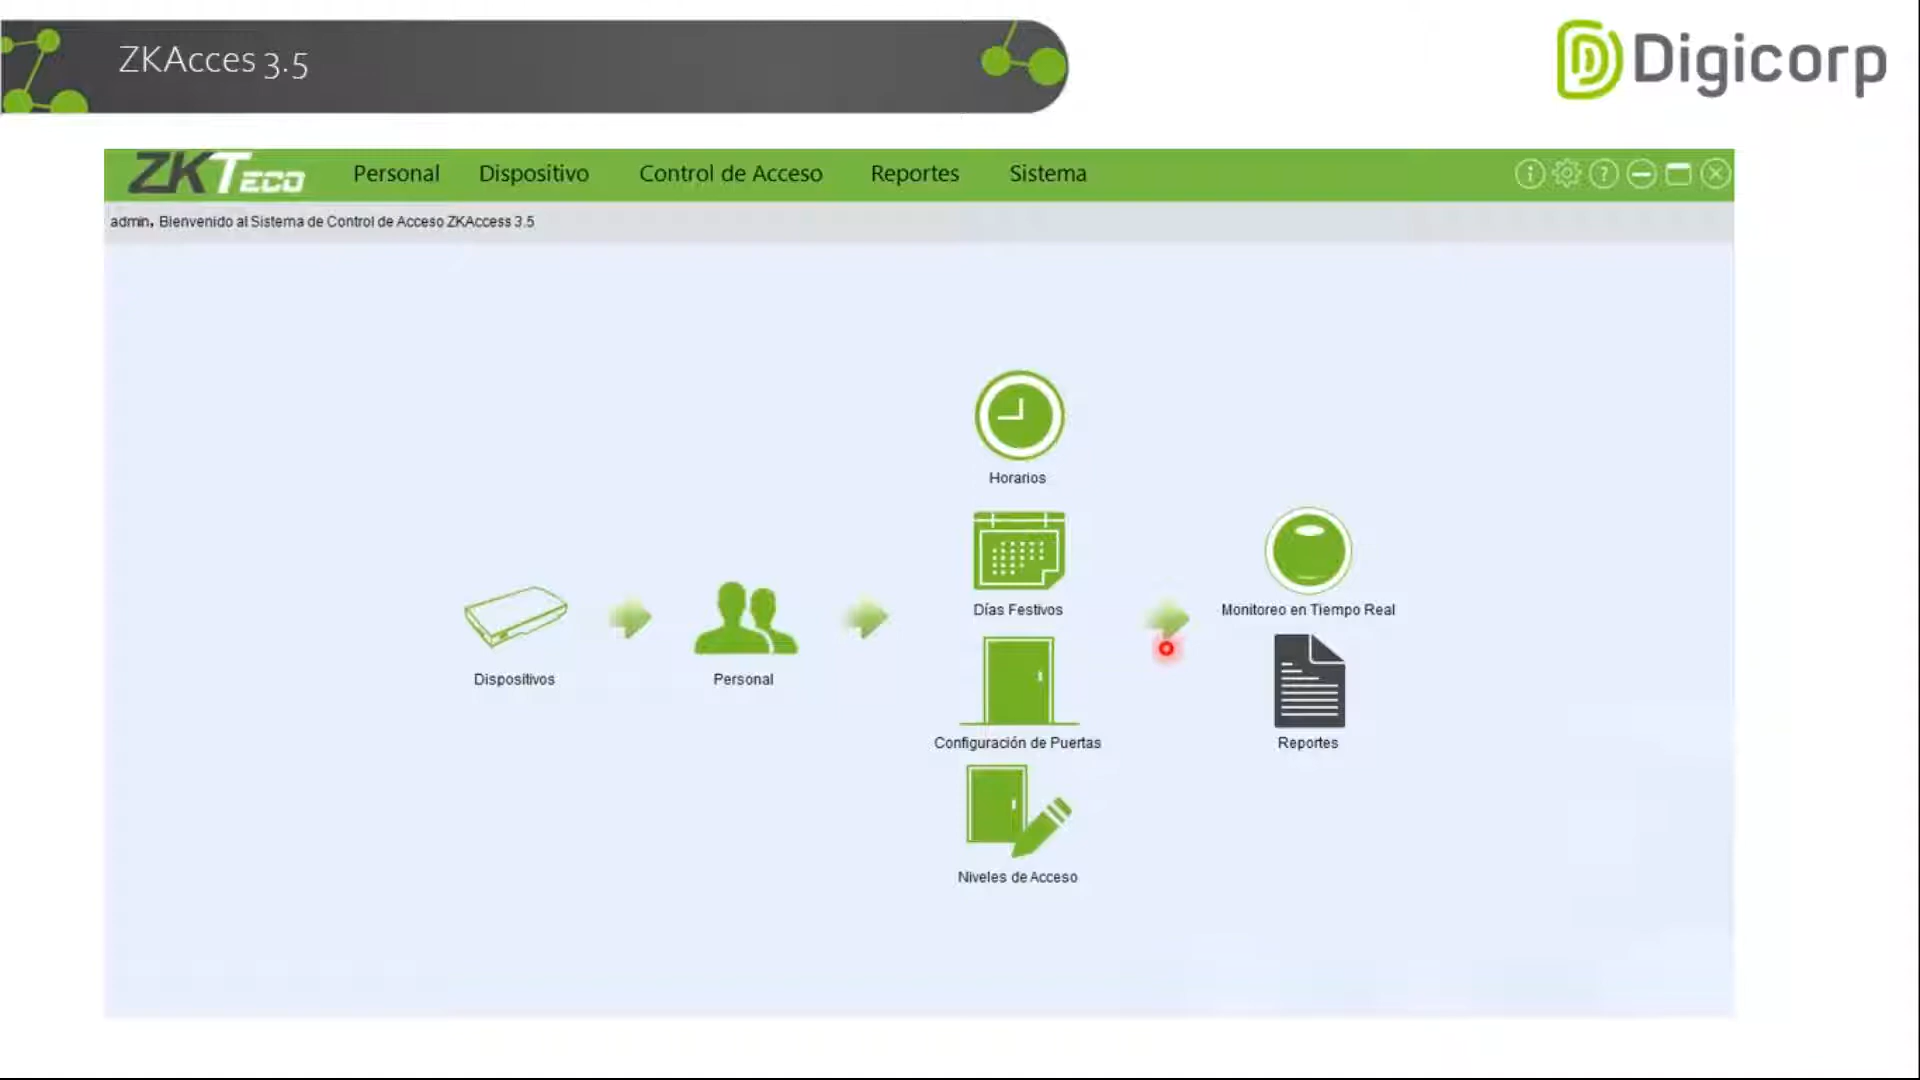 ZKAcces 3.5
Digicorp
ZKTECO
Personal
Dispositivo
Control de Acceso
Reportes
Sistema
admin, Bienvenido al Sistema de Control de Acceso ZKAccess 3.5
Horarios
Días Festivos
Monitoreo en Tiempo Real
Dispositivos
Personal
Configuración de Puertas
Reportes
Niveles de Acceso